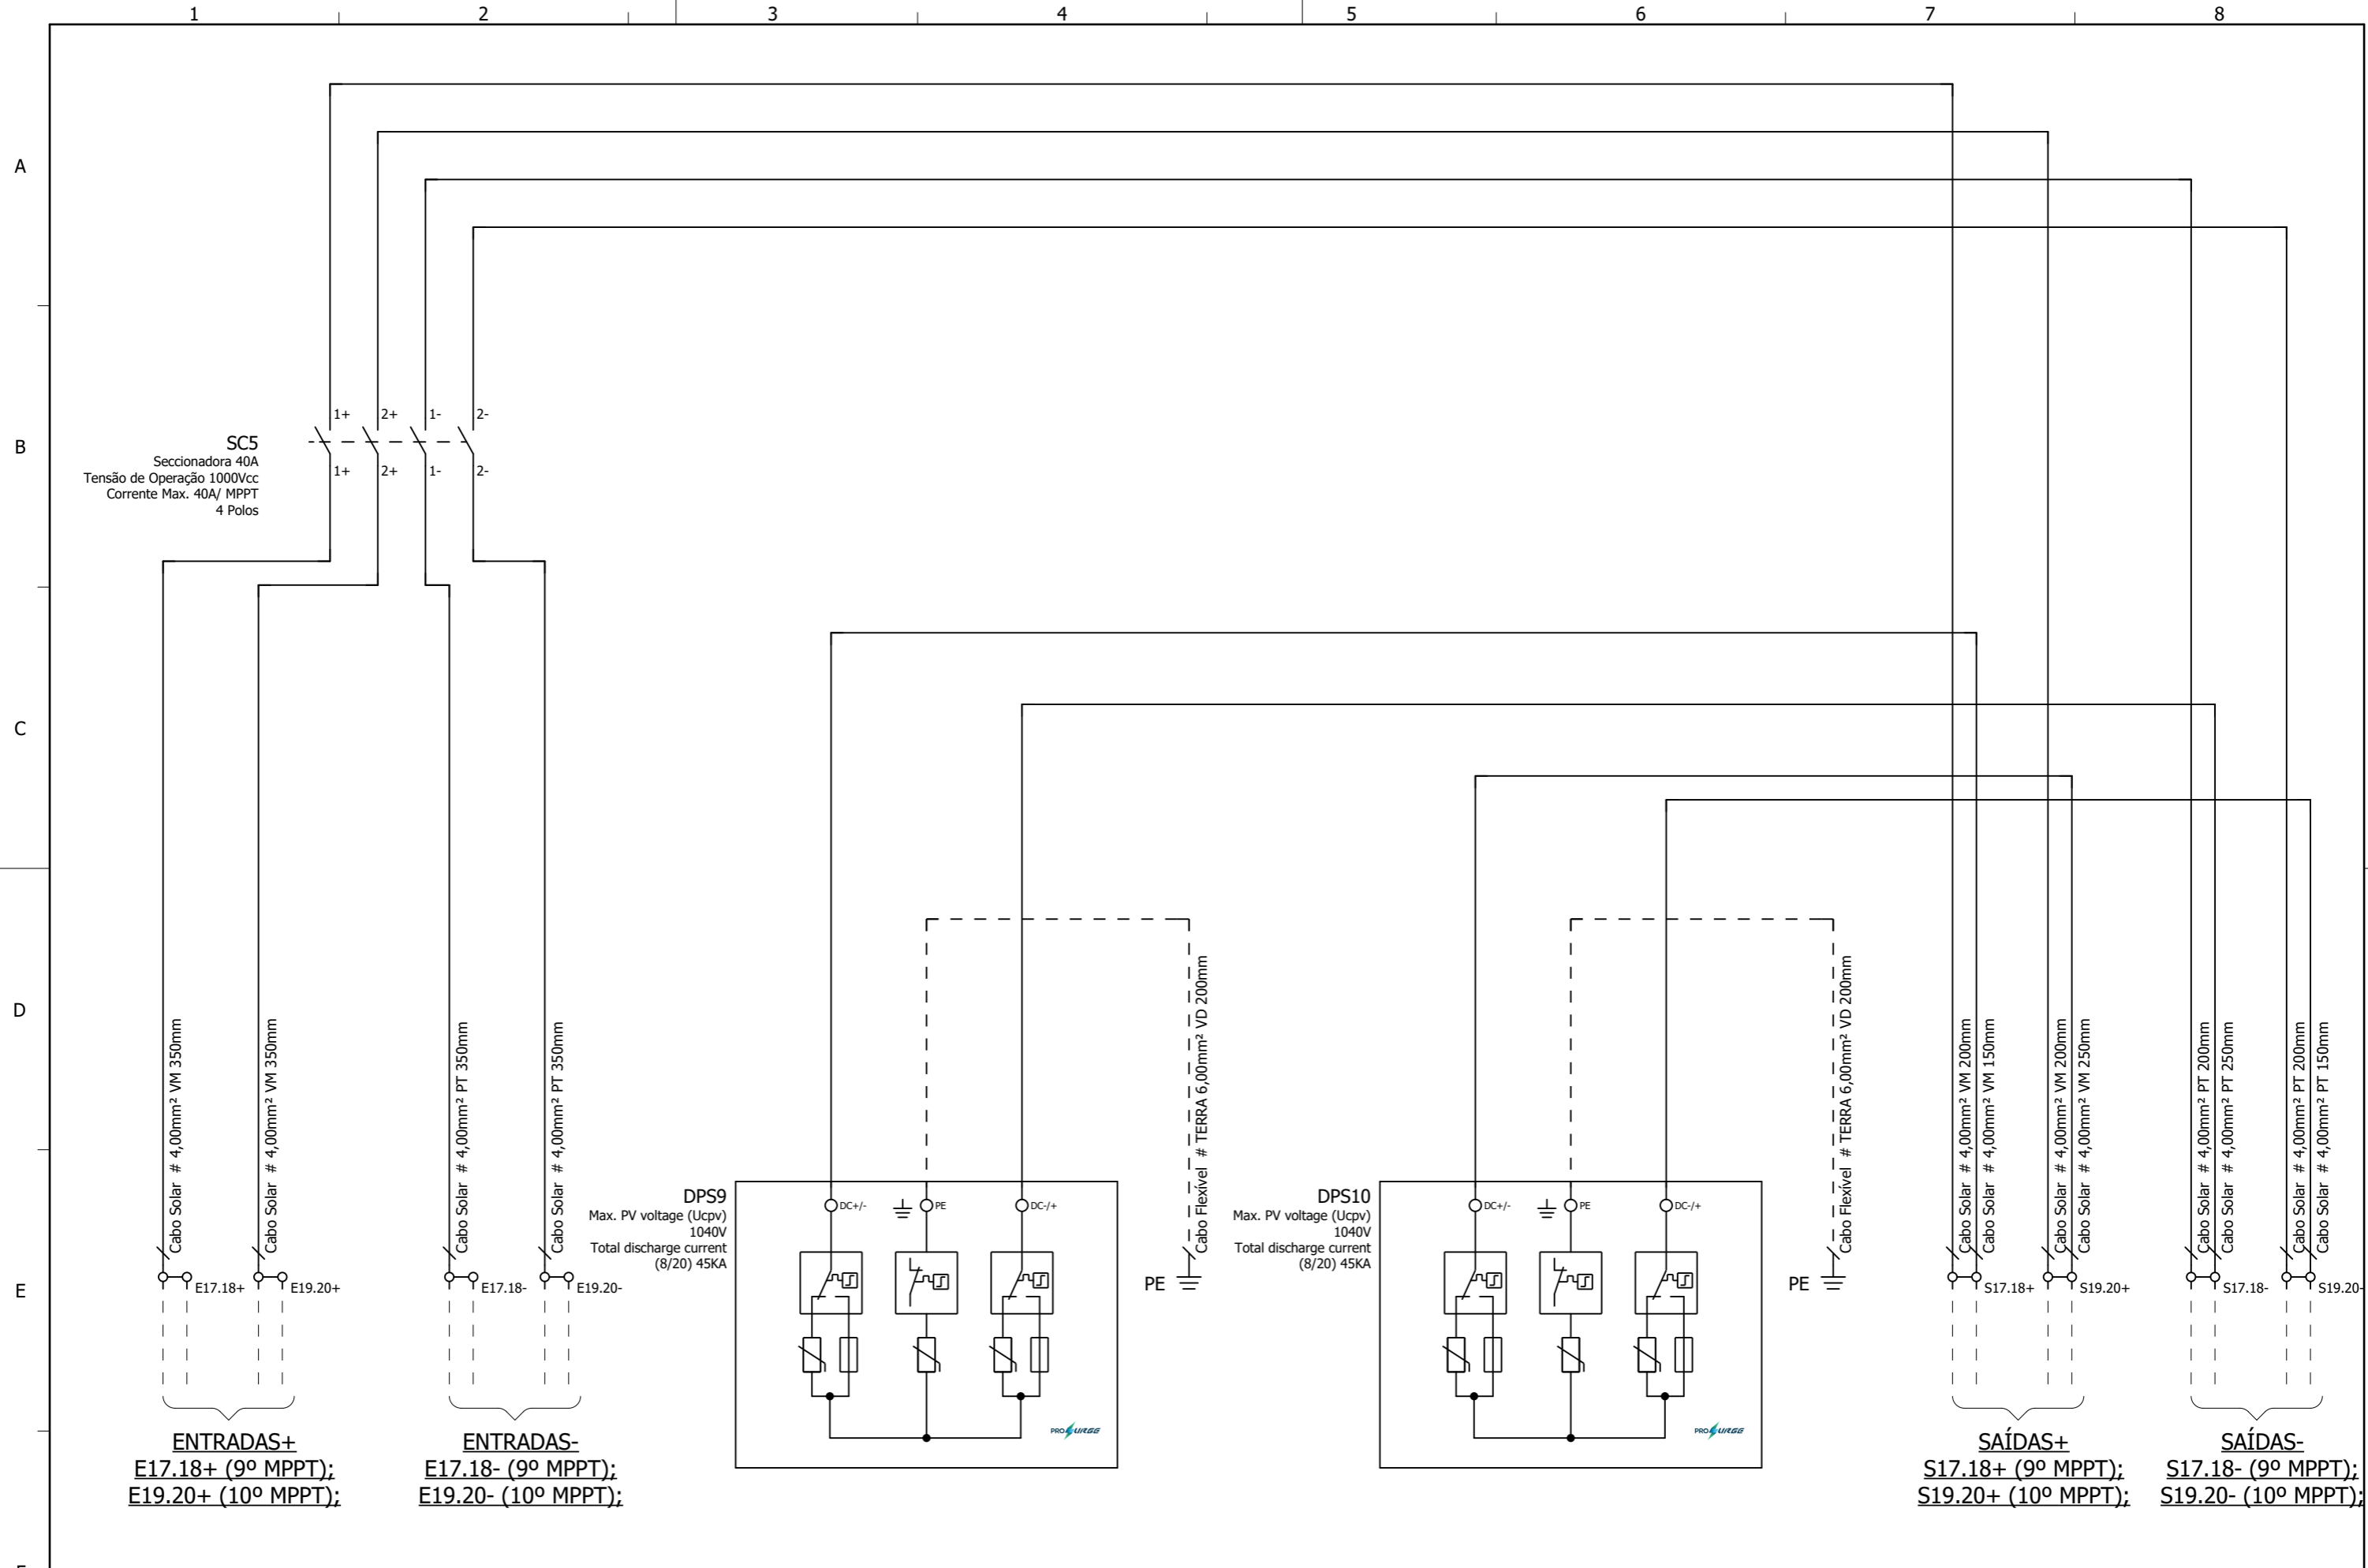 1 2 3 4 5 6 7 8
A
B
C
D
E
1+ 2+ 1- 2-
SC5
Seccionadora 40A
Tensão de Operação 1000Vcc
Corrente Max. 40A/ MPPT
4 Polos
1+ 2+ 1- 2-
Cabo Solar # 4,00mm² VM 350mm
Cabo Solar # 4,00mm² VM 350mm
Cabo Solar # 4,00mm² PT 350mm
Cabo Solar # 4,00mm² PT 350mm
E17.18+
E19.20+
E17.18-
E19.20-
ENTRADAS+
E17.18+ (9º MPPT);
E19.20+ (10º MPPT);
ENTRADAS-
E17.18- (9º MPPT);
E19.20- (10º MPPT);
DPS9
Max. PV voltage (Ucpv)
1040V
Total discharge current
(8/20) 45KA
DC+/-
PE
DC-/+
PROSURGE
Cabo Flexível # TERRA 6,00mm² VD 200mm
PE
DPS10
Max. PV voltage (Ucpv)
1040V
Total discharge current
(8/20) 45KA
DC+/-
PE
DC-/+
PROSURGE
Cabo Flexível # TERRA 6,00mm² VD 200mm
PE
Cabo Solar # 4,00mm² VM 200mm
Cabo Solar # 4,00mm² VM 150mm
Cabo Solar # 4,00mm² VM 200mm
Cabo Solar # 4,00mm² VM 250mm
Cabo Solar # 4,00mm² PT 200mm
Cabo Solar # 4,00mm² PT 250mm
Cabo Solar # 4,00mm² PT 200mm
Cabo Solar # 4,00mm² PT 150mm
S17.18+
S19.20+
S17.18-
S19.20-
SAÍDAS+
S17.18+ (9º MPPT);
S19.20+ (10º MPPT);
SAÍDAS-
S17.18- (9º MPPT);
S19.20- (10º MPPT);